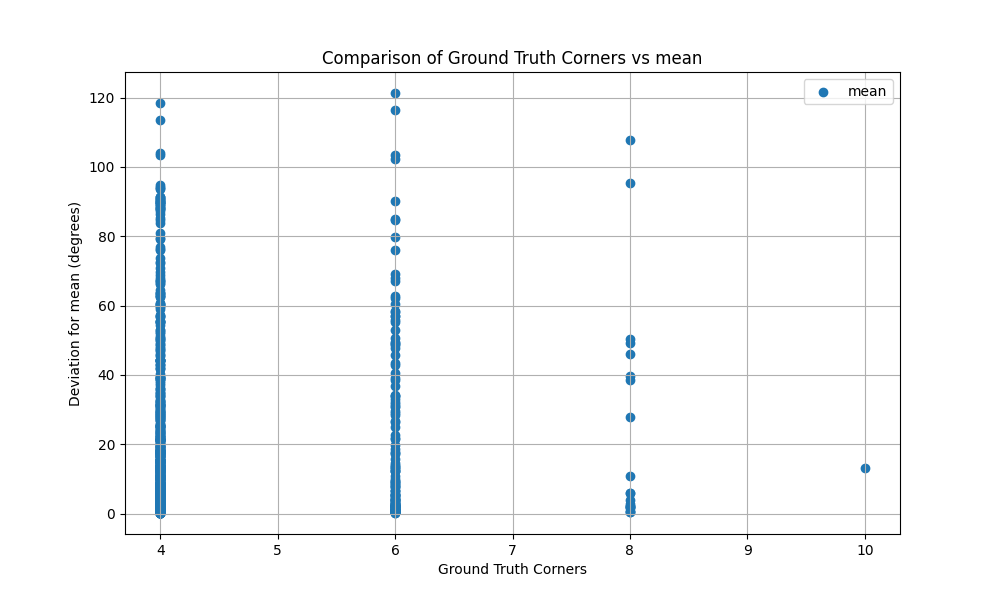 Comparison of Ground Truth Corners vs mean
mean
Deviation for mean (degrees)
120
100
80
60
40
20
0
4 5 6 7 8 9 10
Ground Truth Corners